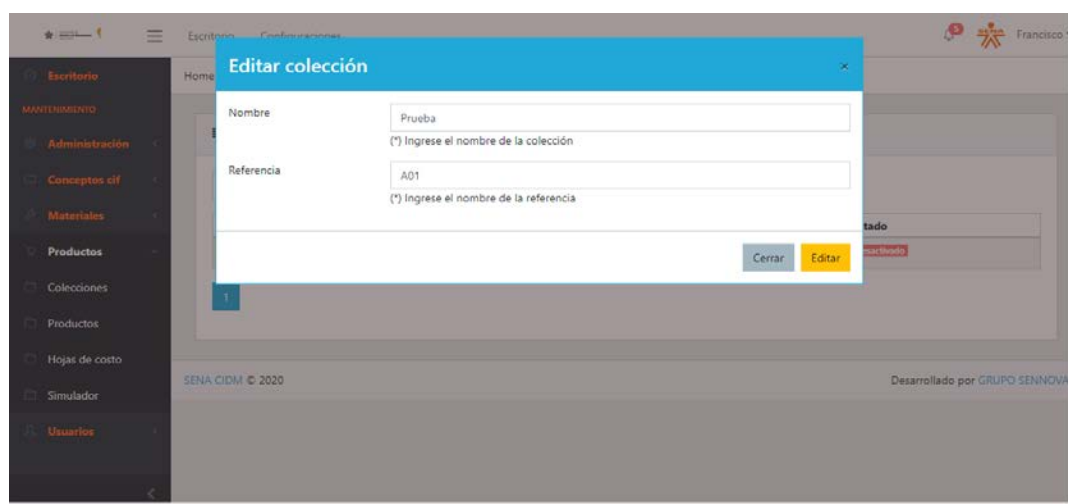 Escritorio Configuraciones
5
Francisco
Escritorio
Home
MANTENIMIENTO
Administración
Conceptos cif
Materiales
Productos
Colecciones
Productos
Hojas de costo
Simulador
Usuarios
Editar colección ×
Nombre
Prueba
(*) Ingrese el nombre de la colección
Referencia
A01
(*) Ingrese el nombre de la referencia
Cerrar Editar
tado
1
SENA CIDM © 2020
Desarrollado por GRUPO SENNOVA